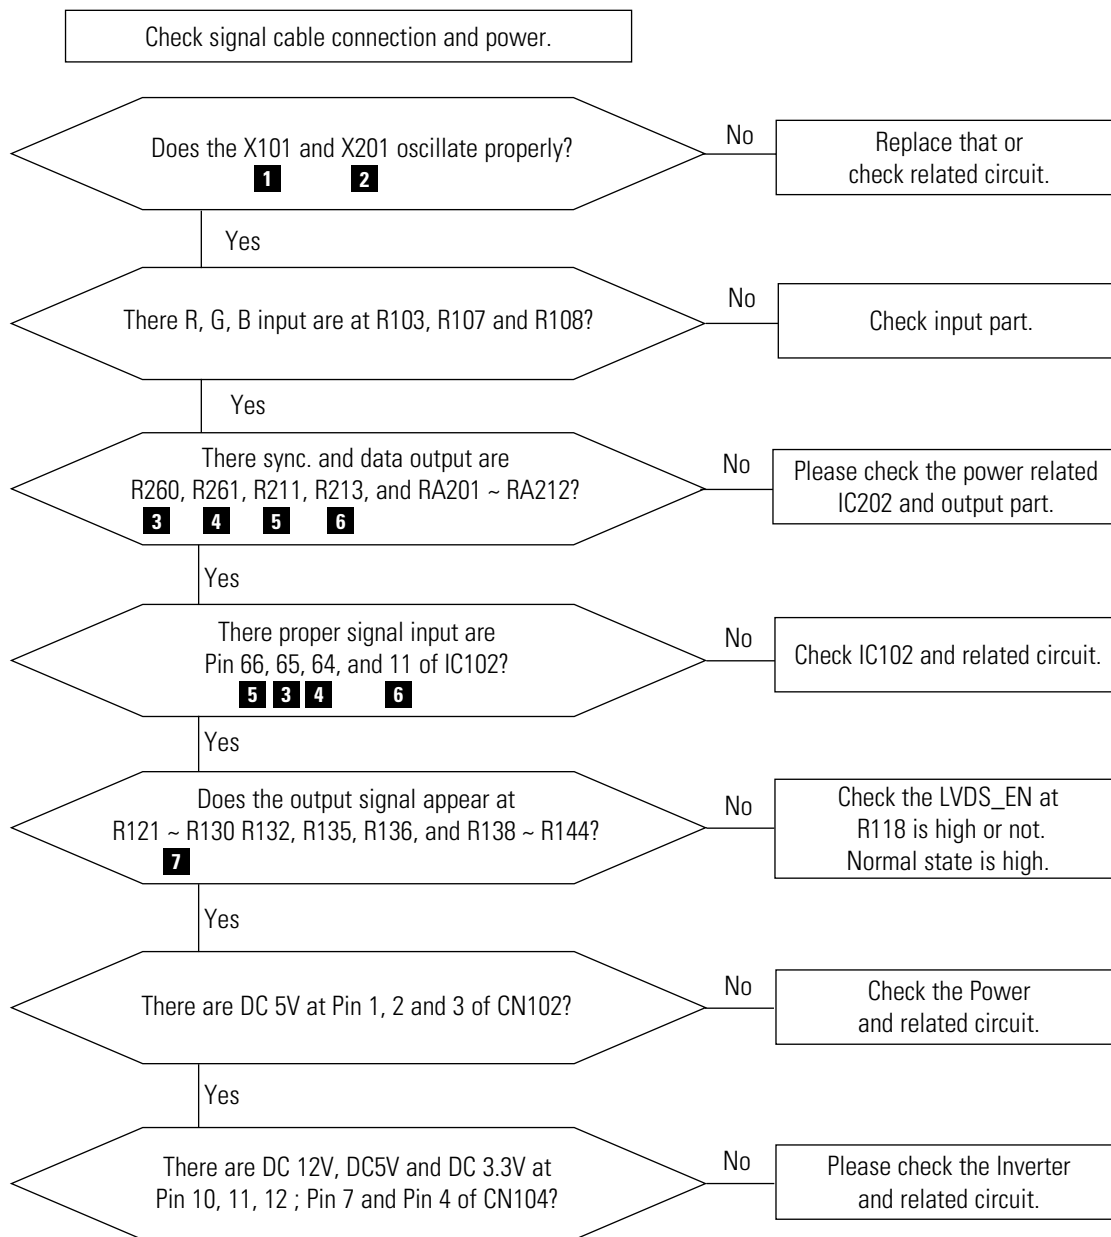 Check signal cable connection and power.
Does the X101 and X201 oscillate properly?
1 2
No
Replace that or
check related circuit.
Yes
There R, G, B input are at R103, R107 and R108?
No
Check input part.
Yes
There sync. and data output are
R260, R261, R211, R213, and RA201 ~ RA212?
3 4 5 6
No
Please check the power related
IC202 and output part.
Yes
There proper signal input are
Pin 66, 65, 64, and 11 of IC102?
5 3 4 6
No
Check IC102 and related circuit.
Yes
Does the output signal appear at
R121 ~ R130 R132, R135, R136, and R138 ~ R144?
7
No
Check the LVDS_EN at
R118 is high or not.
Normal state is high.
Yes
There are DC 5V at Pin 1, 2 and 3 of CN102?
No
Check the Power
and related circuit.
Yes
There are DC 12V, DC5V and DC 3.3V at
Pin 10, 11, 12 ; Pin 7 and Pin 4 of CN104?
No
Please check the Inverter
and related circuit.